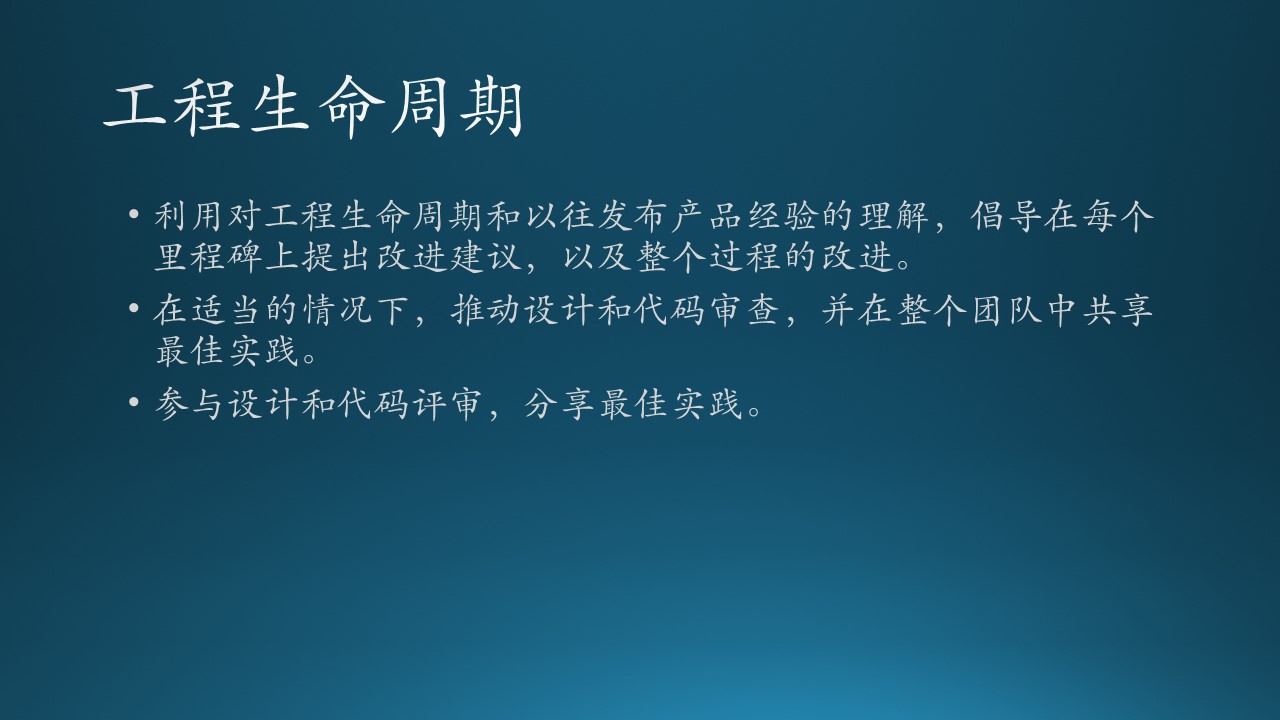 工程生命周期
• 利用对工程生命周期和以往发布产品经验的理解，倡导在每个
里程碑上提出改进建议，以及整个过程的改进。
• 在适当的情况下，推动设计和代码审查，并在整个团队中共享
最佳实践。
• 参与设计和代码评审，分享最佳实践。